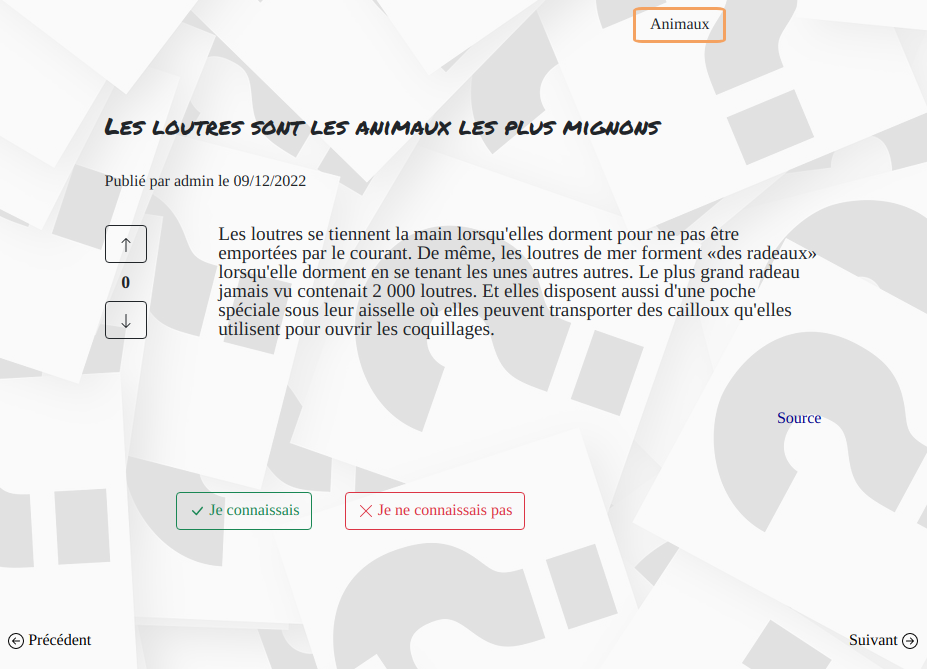 Animaux
Les loutres sont les animaux les plus mignons
Publié par admin le 09/12/2022
Les loutres se tiennent la main lorsqu'elles dorment pour ne pas être
emportées par le courant. De même, les loutres de mer forment «des radeaux»
lorsqu'elle dorment en se tenant les unes autres autres. Le plus grand radeau
jamais vu contenait 2 000 loutres. Et elles disposent aussi d'une poche
spéciale sous leur aisselle où elles peuvent transporter des cailloux qu'elles
utilisent pour ouvrir les coquillages.
0
Source
Je connaissais
Je ne connaissais pas
Précédent
Suivant